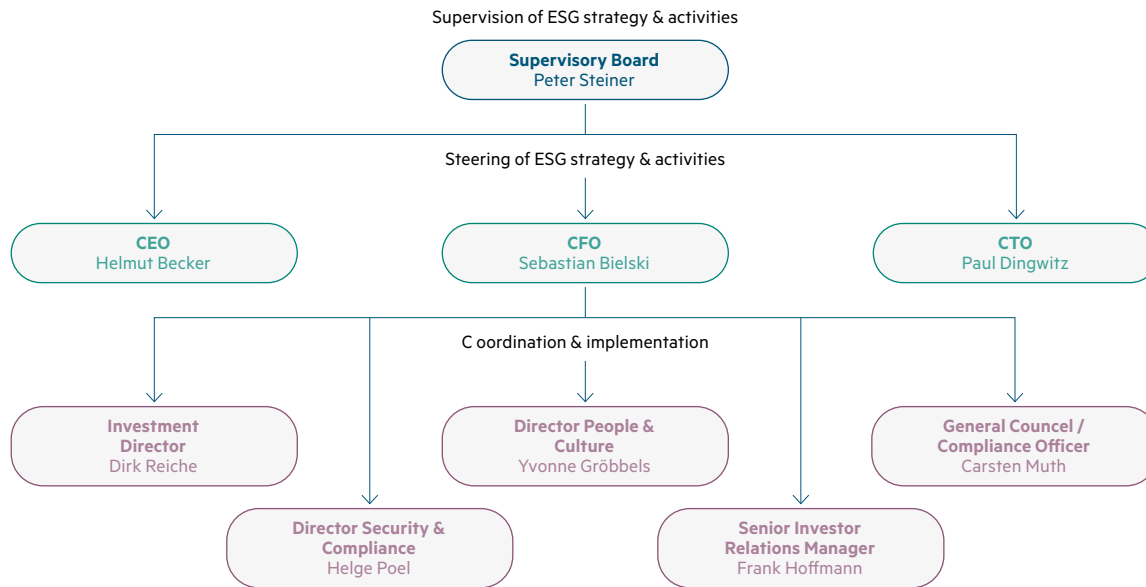 Supervision of ESG strategy & activities
Supervisory Board
Peter Steiner
Steering of ESG strategy & activities
CEO
Helmut Becker
CFO
Sebastian Bielski
CTO
Paul Dingwitz
C oordination & implementation
Investment
Director
Dirk Reiche
Director People &
Culture
Yvonne Gröbbels
General Councel /
Compliance Officer
Carsten Muth
Director Security &
Compliance
Helge Poel
Senior Investor
Relations Manager
Frank Hoffmann